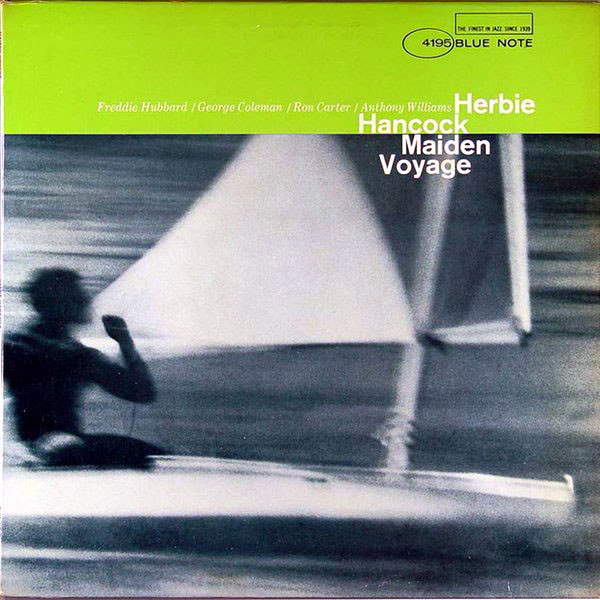 THE FINEST IN JAZZ SINCE 1939
4195 BLUE NOTE
Freddie Hubbard / George Coleman / Ron Carter / Anthony Williams Herbie
Hancock
Maiden
Voyage